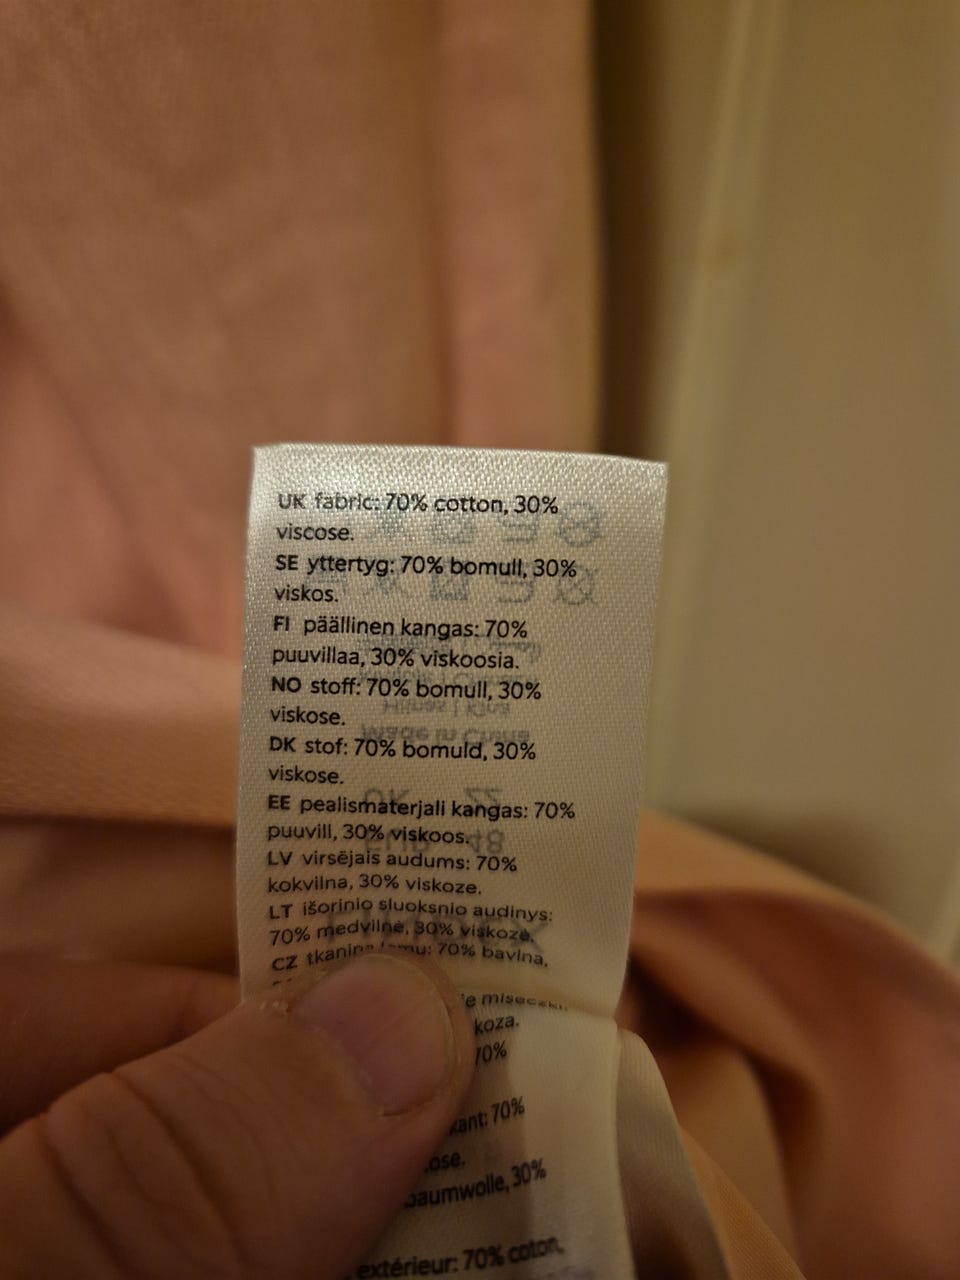 UK fabric: 70% cotton, 30%
viscose.
SE yttertyg: 70% bomull, 30%
viskos.
FI päällinen kangas: 70%
puuvillaa, 30% viskoosia.
NO stoff: 70% bomull, 30%
viskose.
DK stof: 70% bomuld, 30%
viskose.
EE pealismaterjali kangas: 70%
puuvill, 30% viskoos.
LV virsējais audums: 70%
kokvilna, 30% viskoze.
LT išorinio sluoksnio audinys:
70% medvilnė, 30% viskozė.
CZ tkanina 70% bavlna,
koza.
70%
70%
30%
extérieur: 70% coton,